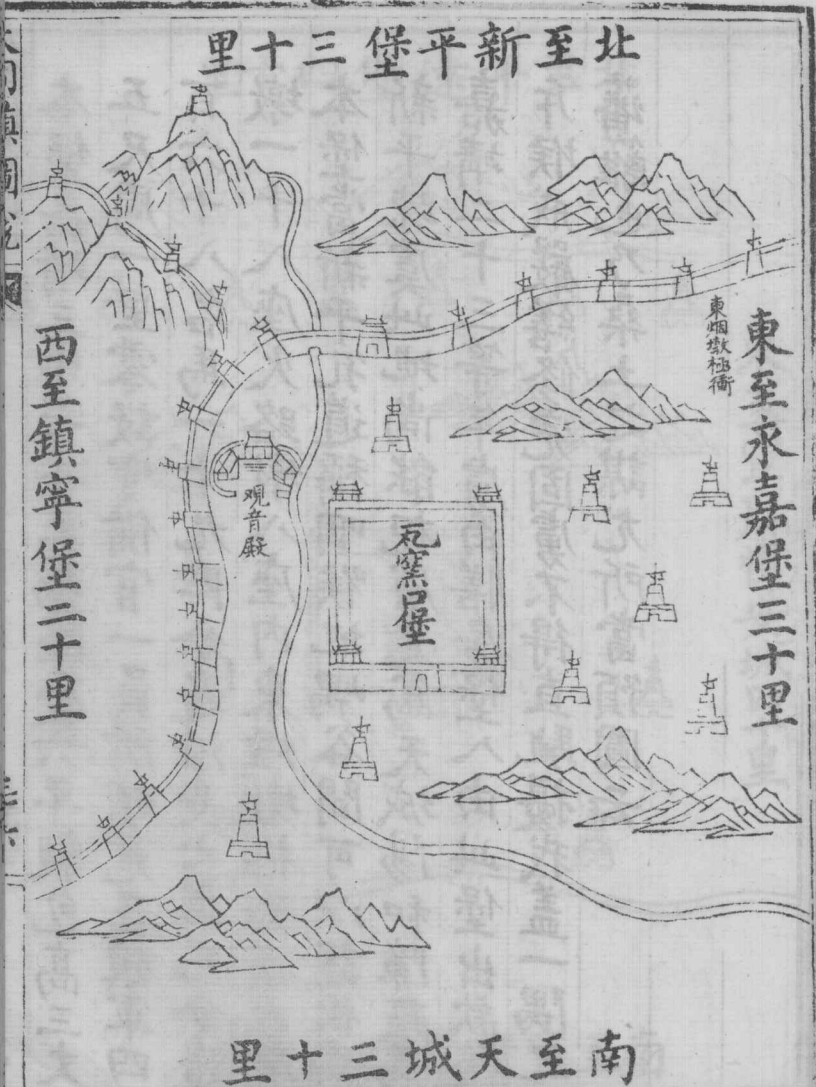 北至新平堡三十里
東至永嘉堡三十里
東烟墩極衝
瓦窯口堡
觀音殿
西至鎮寧堡二十里
南至天城三十里